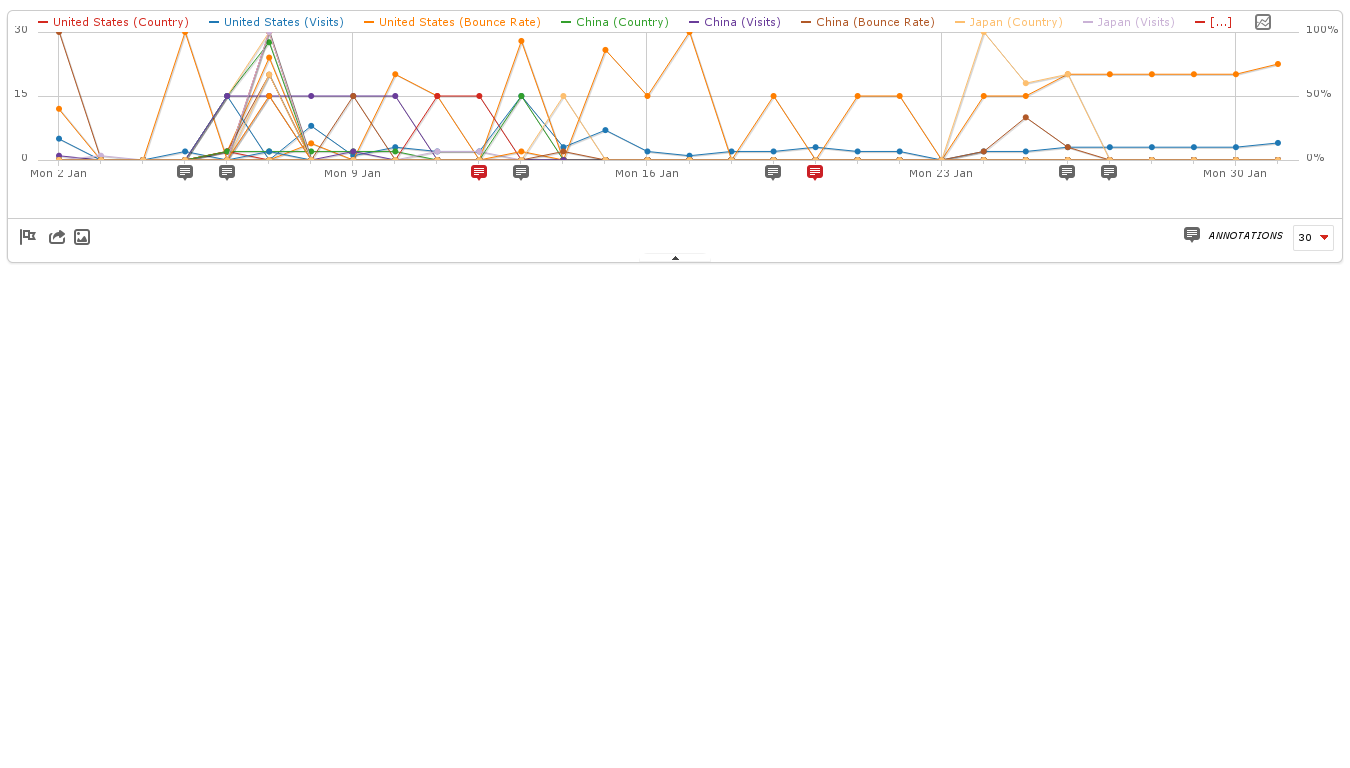 United States (Country) United States (Visits) United States (Bounce Rate) China (Country) China (Visits) China (Bounce Rate) Japan (Country) Japan (Visits) [...]
30 100%
15 50%
0 0%
Mon 2 Jan Mon 9 Jan Mon 16 Jan Mon 23 Jan Mon 30 Jan
ANNOTATIONS 30